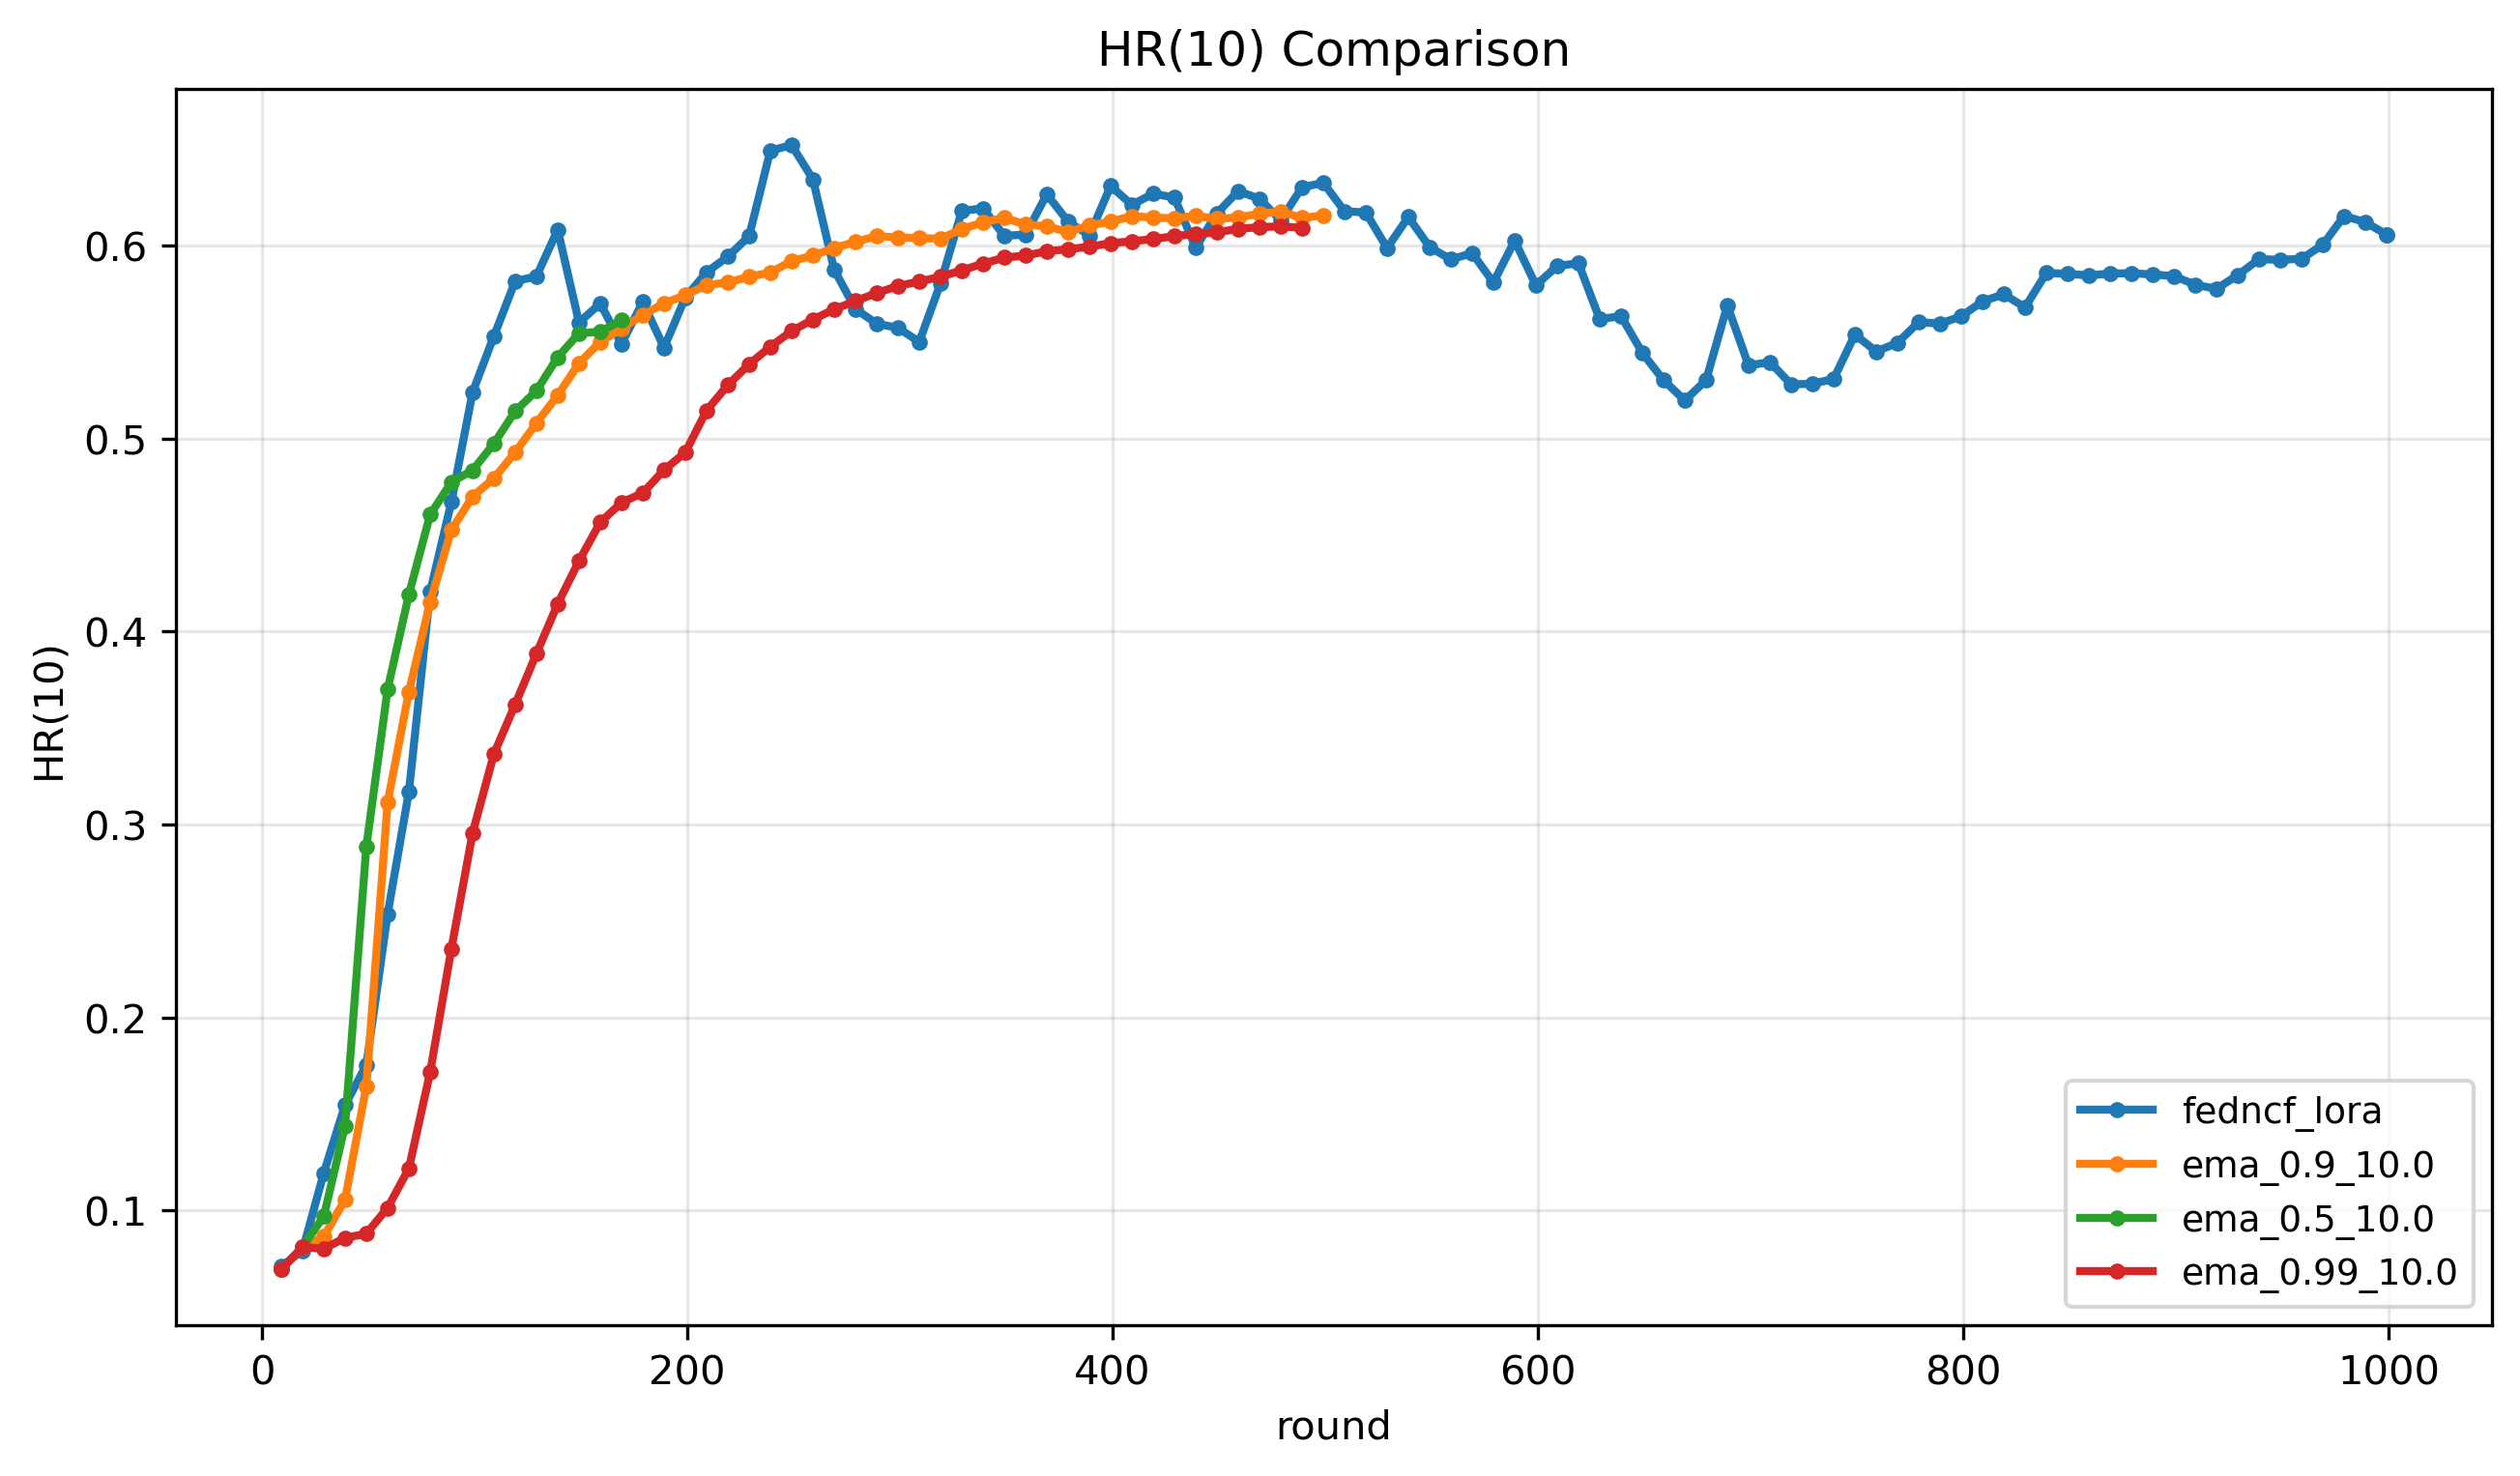 HR(10) Comparison
HR(10)
0.6
0.5
0.4
0.3
0.2
0.1
fedncf_lora
ema_0.9_10.0
ema_0.5_10.0
ema_0.99_10.0
0 200 400 600 800 1000
round